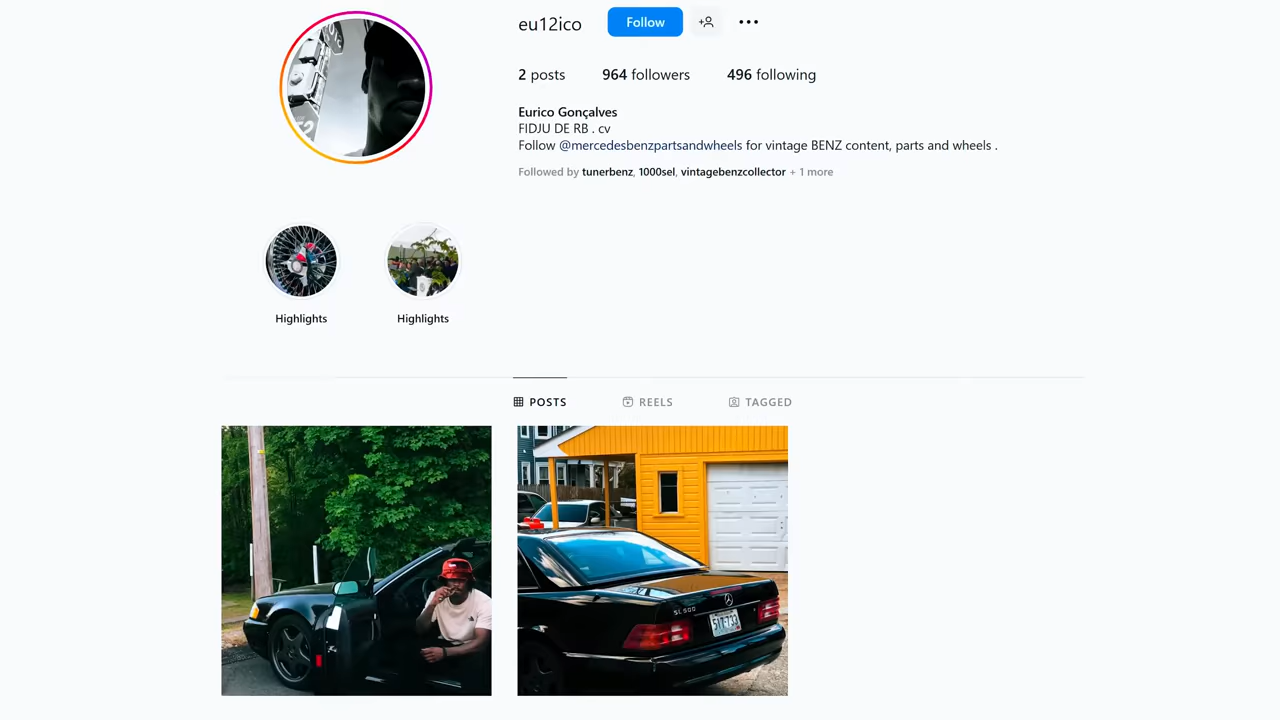 eu12ico
Follow
2 posts
964 followers
496 following
Eurico Gonçalves
FIDJU DE RB . cv
Follow @mercedesbenzpartsandwheels for vintage BENZ content, parts and wheels .
Followed by tunerbenz, 1000sel, vintagebenzcollector + 1 more
Highlights
Highlights
POSTS
REELS
TAGGED